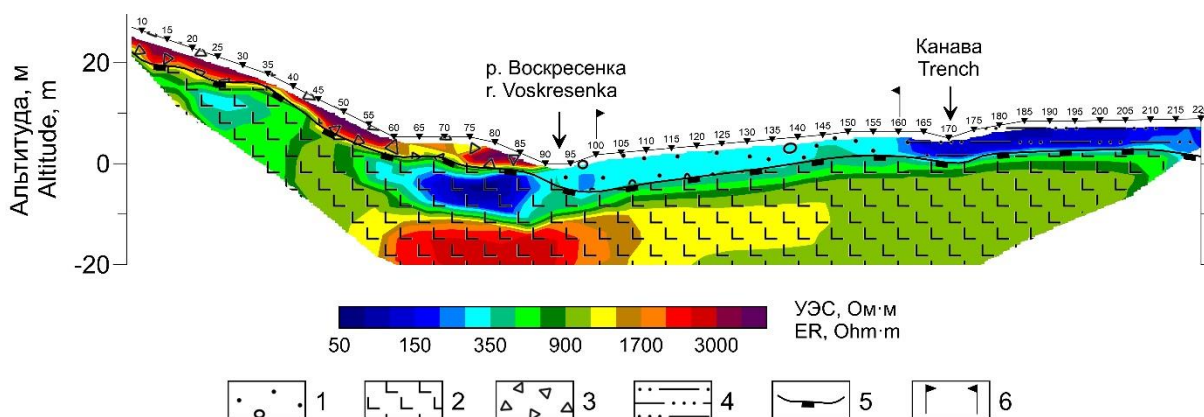 10 15 20 25 30 35 40 45 50 55 60 65 70 75 80 85 90 95 100 105 110 115 120 125 130 135 140 145 150 155 160 165 170 175 180 185 190 195 200 205 210 215
Альтитуда, м
Altitude, m
20
0
-20
р. Воскресенка
r. Voskresenka
Канава
Trench
50 150 350 900 1700 3000
УЭС, Ом·м
ER, Ohm·m
1 2 3 4 5 6